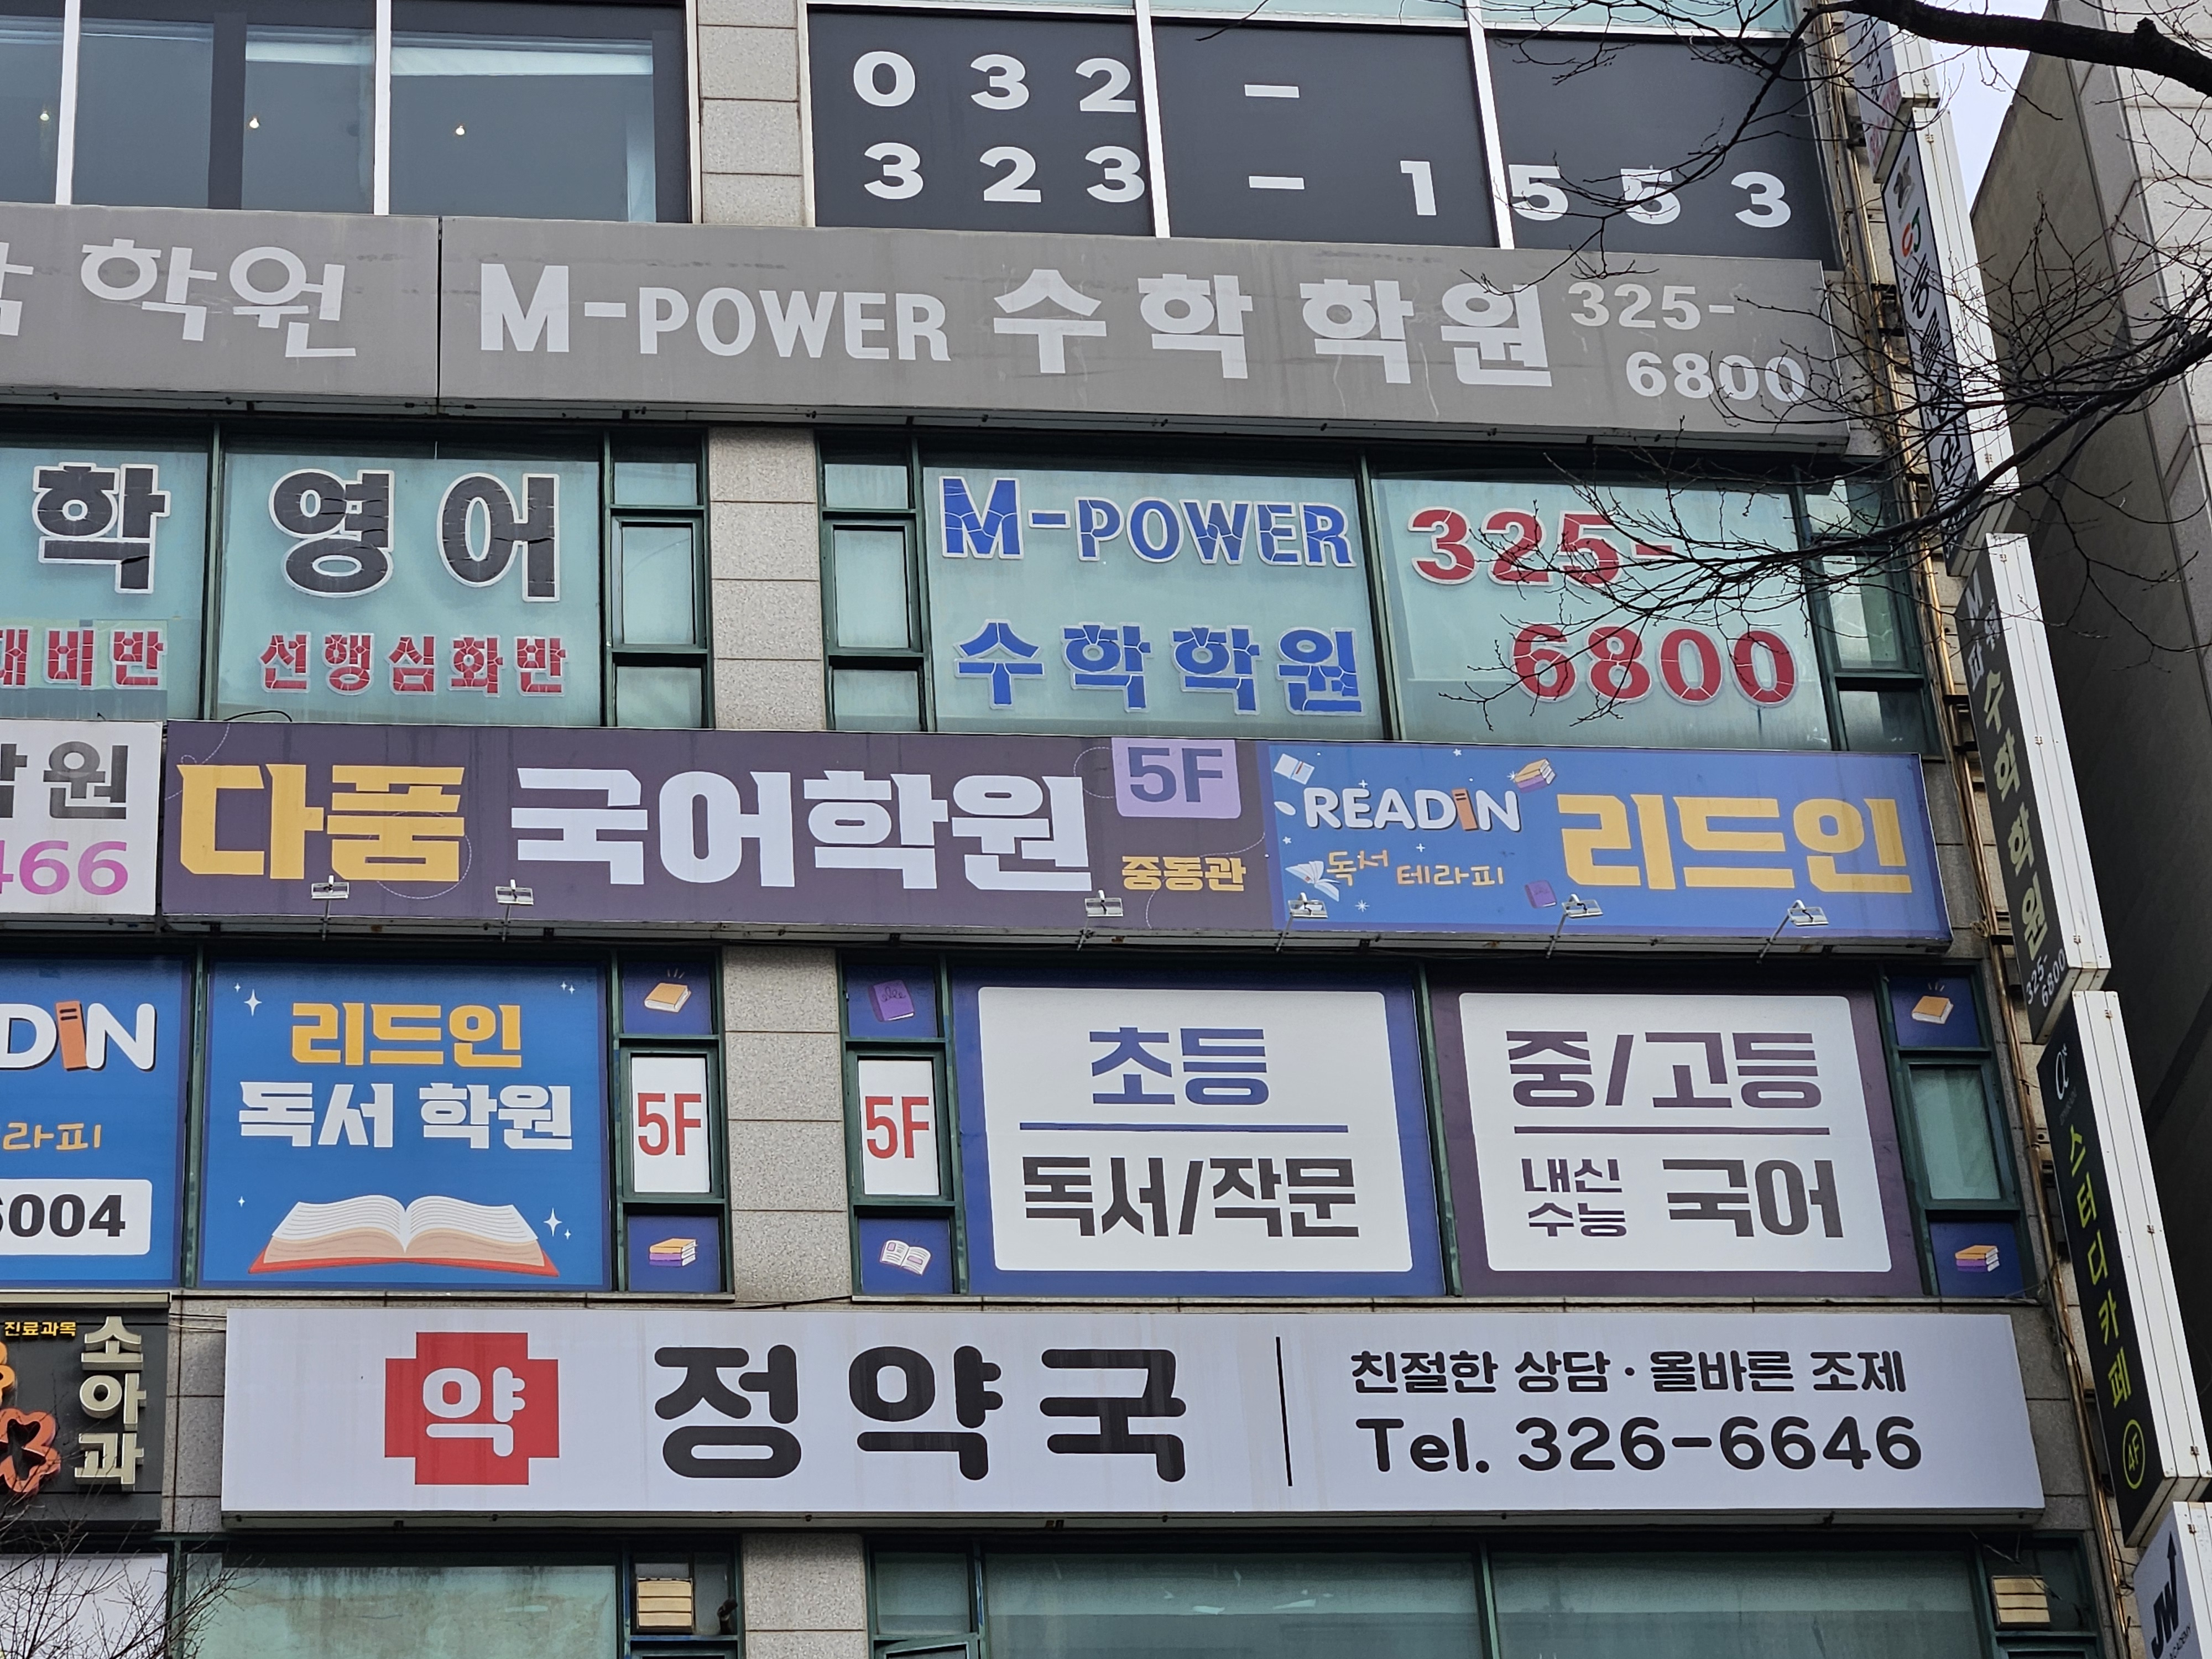 032-
323-1553
학원
M-POWER 수학학원 325-
6800
학 영어
대비반 선행심화반
M-POWER 325-
수학학원 6800
학원
466
다품 국어학원 5F
중동관
READIN 리드인
독서 테라피
리드인
독서 학원
라피
6004
5F
5F
초등
독서/작문
중/고등
내신
수능 국어
진료과목
소아과
약 정약국
친절한 상담·올바른 조제
Tel. 326-6646
수학학원
325-
6800
스터디카페
4F